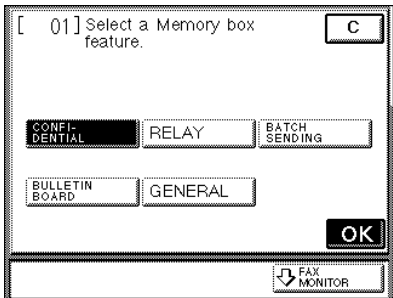 [ 01] Select a Memory box
feature.
C
CONFI-
DENTIAL
RELAY
BATCH
SENDING
BULLETIN
BOARD
GENERAL
OK
FAX
MONITOR